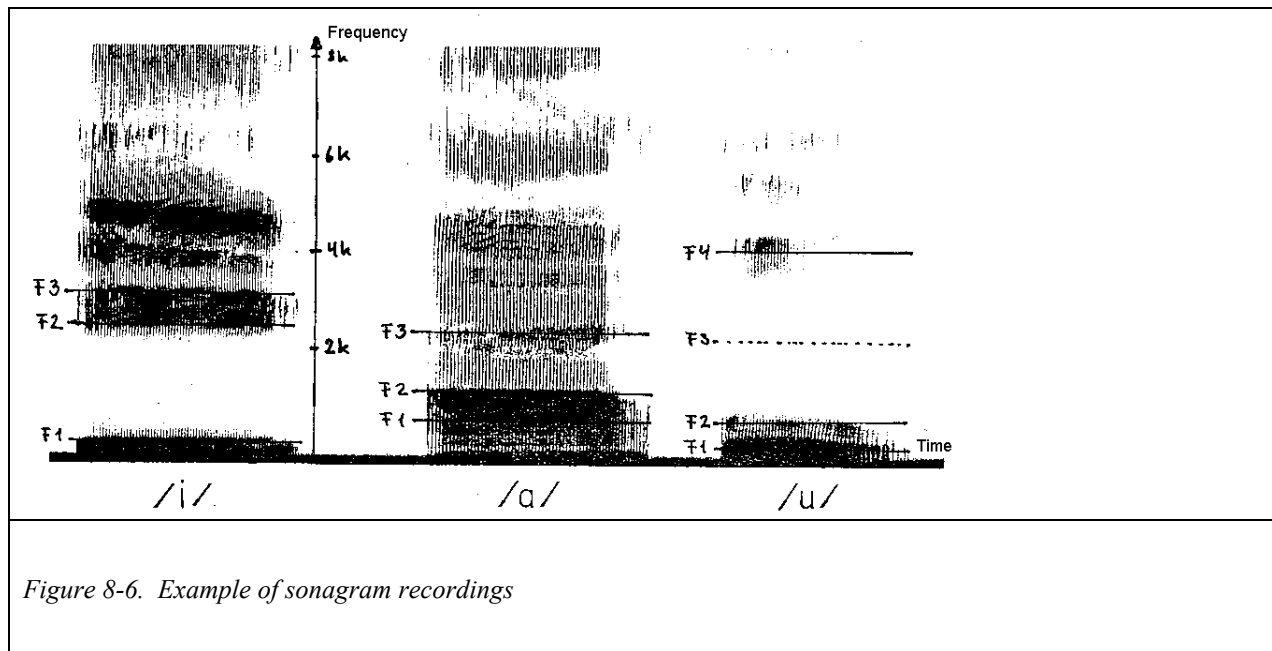 Frequency
8k
6k
4k
2k
F3
F2
F1
F3
F2
F1
F4
F3
F2
F1
Time
/i/
/a/
/u/
Figure 8-6. Example of sonagram recordings